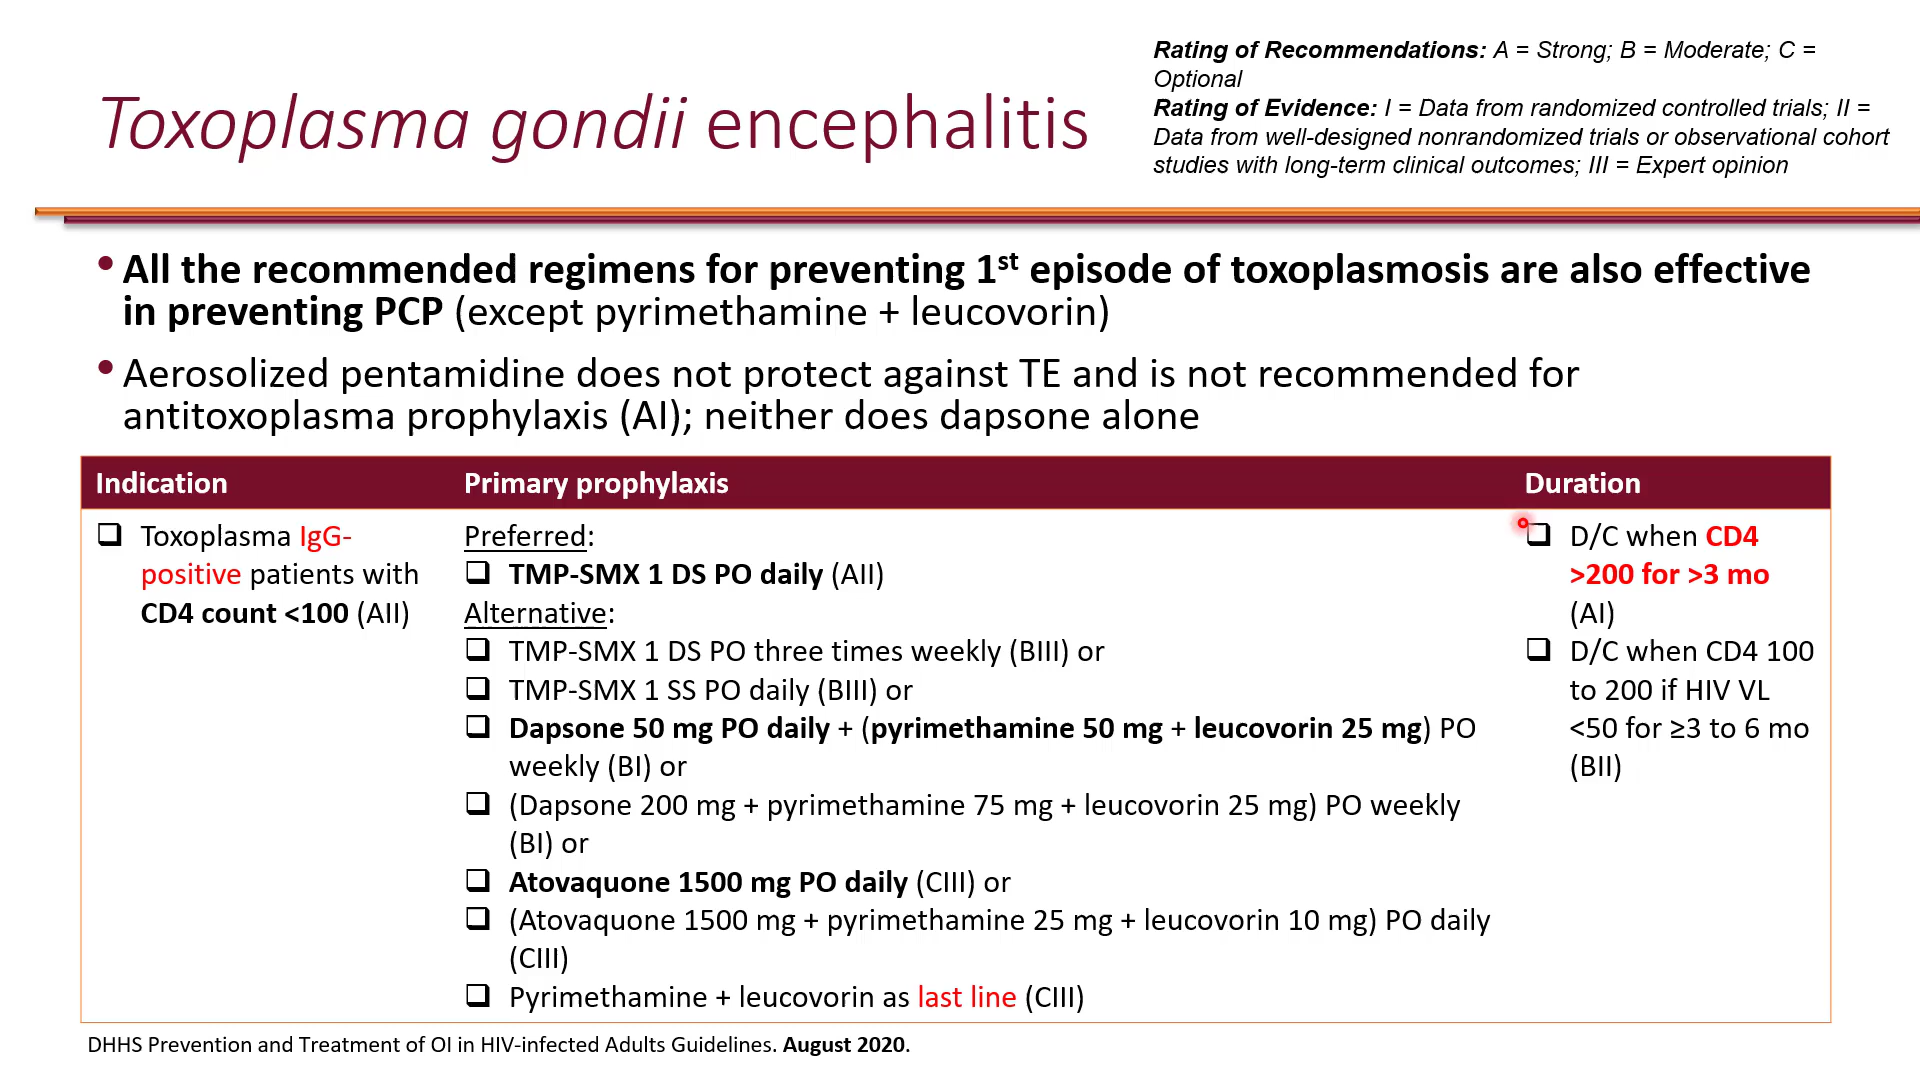 Toxoplasma gondii encephalitis
Rating of Recommendations: A = Strong; B = Moderate; C =
Optional
Rating of Evidence: I = Data from randomized controlled trials; II =
Data from well-designed nonrandomized trials or observational cohort
studies with long-term clinical outcomes; III = Expert opinion
• All the recommended regimens for preventing 1st episode of toxoplasmosis are also effective
in preventing PCP (except pyrimethamine + leucovorin)
• Aerosolized pentamidine does not protect against TE and is not recommended for
antitoxoplasma prophylaxis (AI); neither does dapsone alone
Indication
Toxoplasma IgG-
positive patients with
CD4 count <100 (AII)
Primary prophylaxis
Preferred:
TMP-SMX 1 DS PO daily (AII)
Alternative:
TMP-SMX 1 DS PO three times weekly (BIII) or
TMP-SMX 1 SS PO daily (BIII) or
Dapsone 50 mg PO daily + (pyrimethamine 50 mg + leucovorin 25 mg) PO
weekly (BI) or
(Dapsone 200 mg + pyrimethamine 75 mg + leucovorin 25 mg) PO weekly
(BI) or
Atovaquone 1500 mg PO daily (CIII) or
(Atovaquone 1500 mg + pyrimethamine 25 mg + leucovorin 10 mg) PO daily
(CIII)
Pyrimethamine + leucovorin as last line (CIII)
Duration
D/C when CD4
>200 for >3 mo
(AI)
D/C when CD4 100
to 200 if HIV VL
<50 for ≥3 to 6 mo
(BII)
DHHS Prevention and Treatment of OI in HIV-infected Adults Guidelines. August 2020.